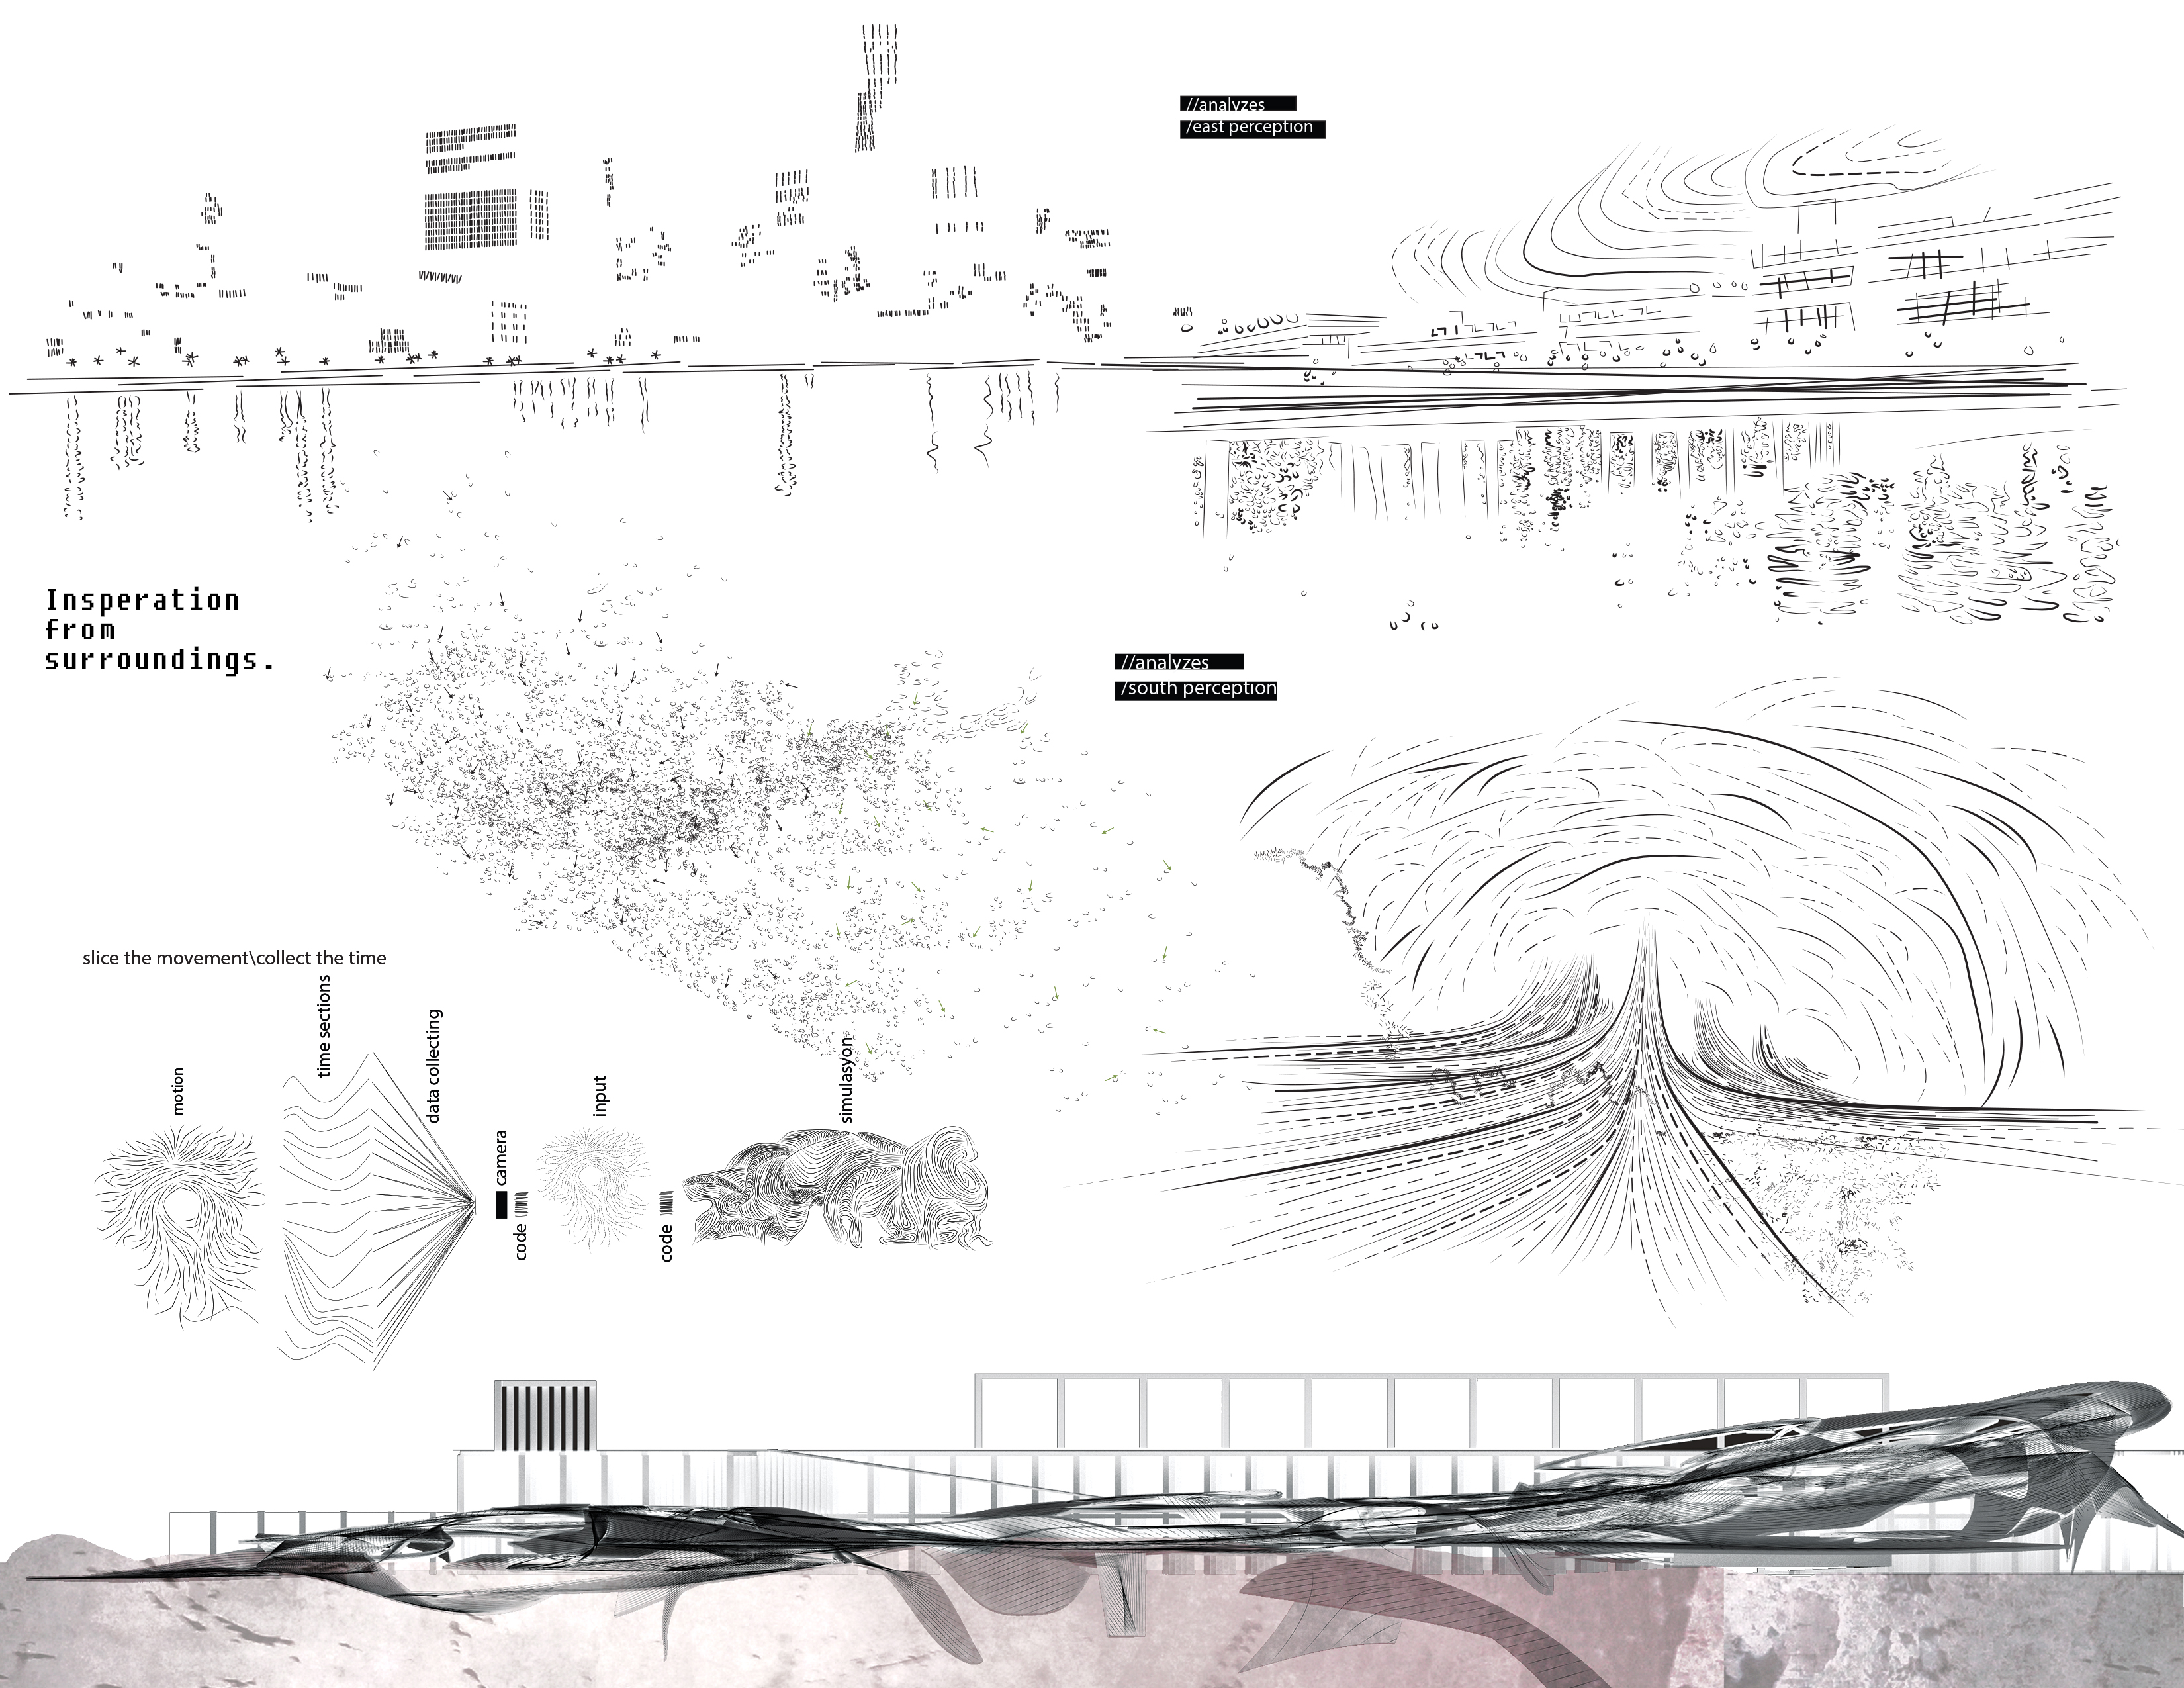 //analyzes
/east perception
Insperation
from
surroundings.
//analyzes
/south perception
slice the movement\collect the time
motion
time sections
data collecting
camera
code
input
code
simulasyon